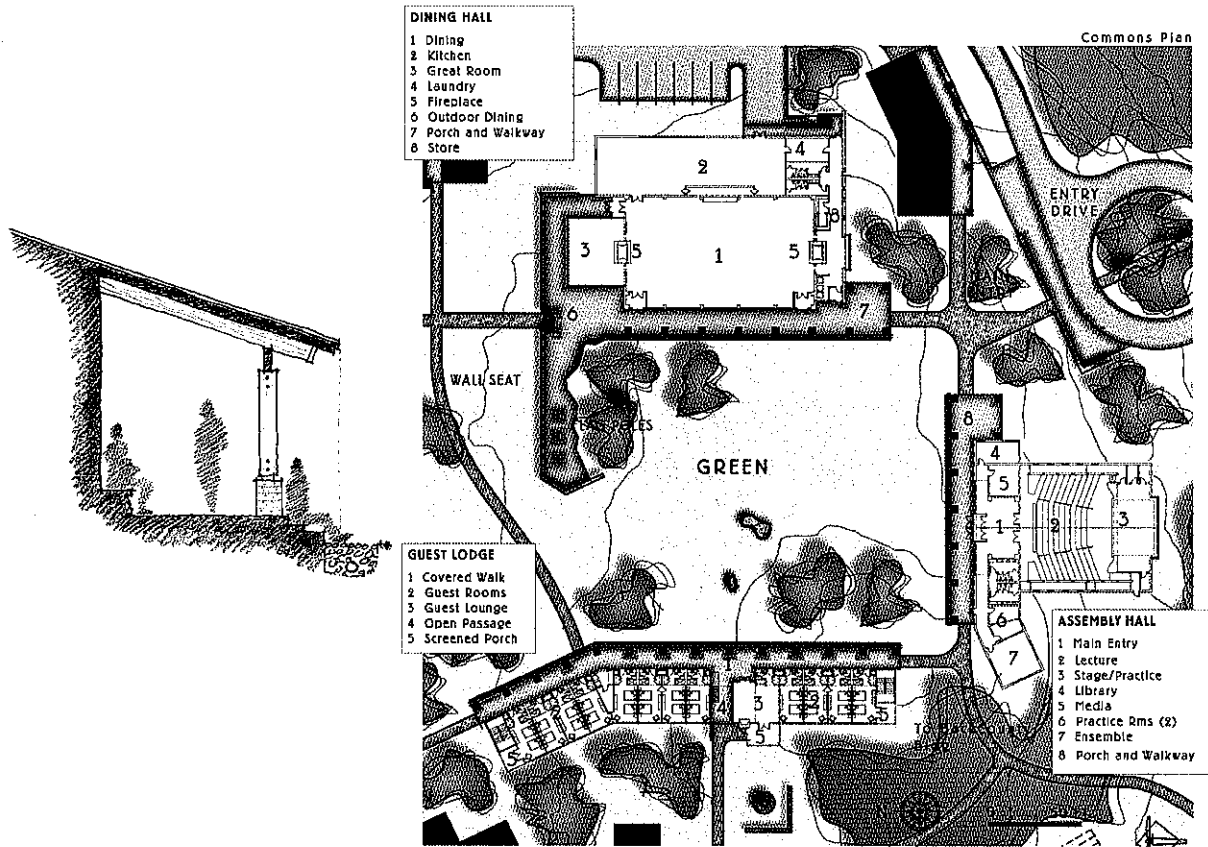 DINING HALL
1 Dining
2 Kitchen
3 Great Room
4 Laundry
5 Fireplace
6 Outdoor Dining
7 Porch and Walkway
8 Store
Commons Plan
4
2
ENTRY
DRIVE
8
3
5
1
5
6
7
WALL SEAT
8
GREEN
4
5
1
2
3
6
7
GUEST LODGE
1 Covered Walk
2 Guest Rooms
3 Guest Lounge
4 Open Passage
5 Screened Porch
ASSEMBLY HALL
1 Main Entry
2 Lecture
3 Stage/Practice
4 Library
5 Media
6 Practice Rms (2)
7 Ensemble
8 Porch and Walkway
1
2
2
4
3
5
5
5
To